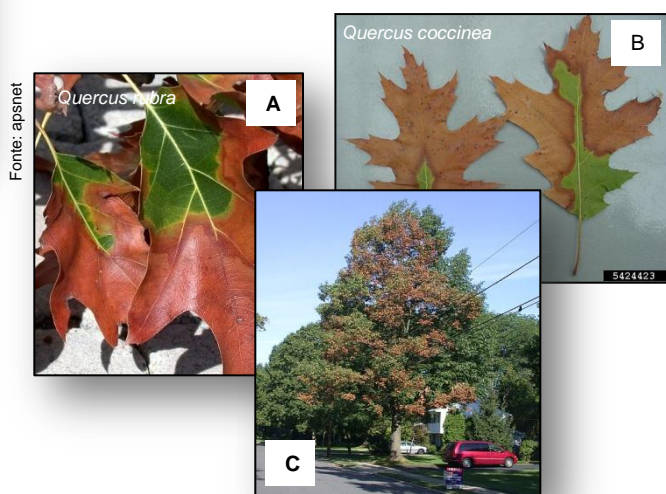 Quercus coccinea
B
Quercus rubra
A
Fonte: apsnet
5424423
C